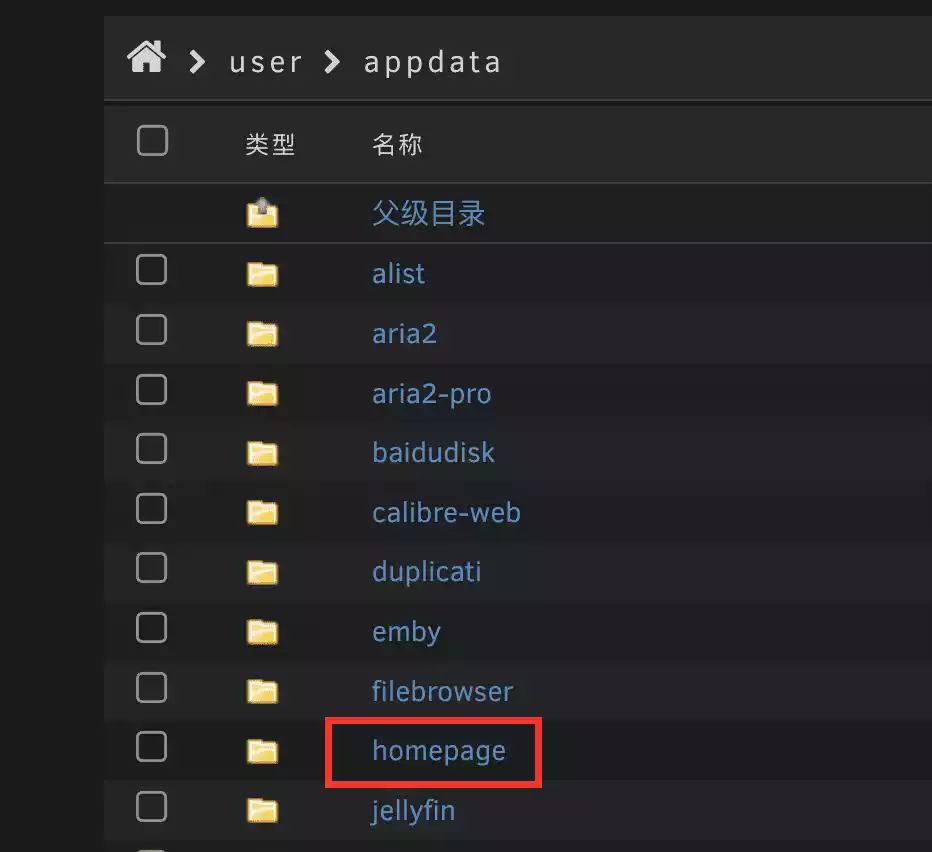 user appdata
类型 名称
父级目录
alist
aria2
aria2-pro
baidudisk
calibre-web
duplicati
emby
filebrowser
homepage
jellyfin